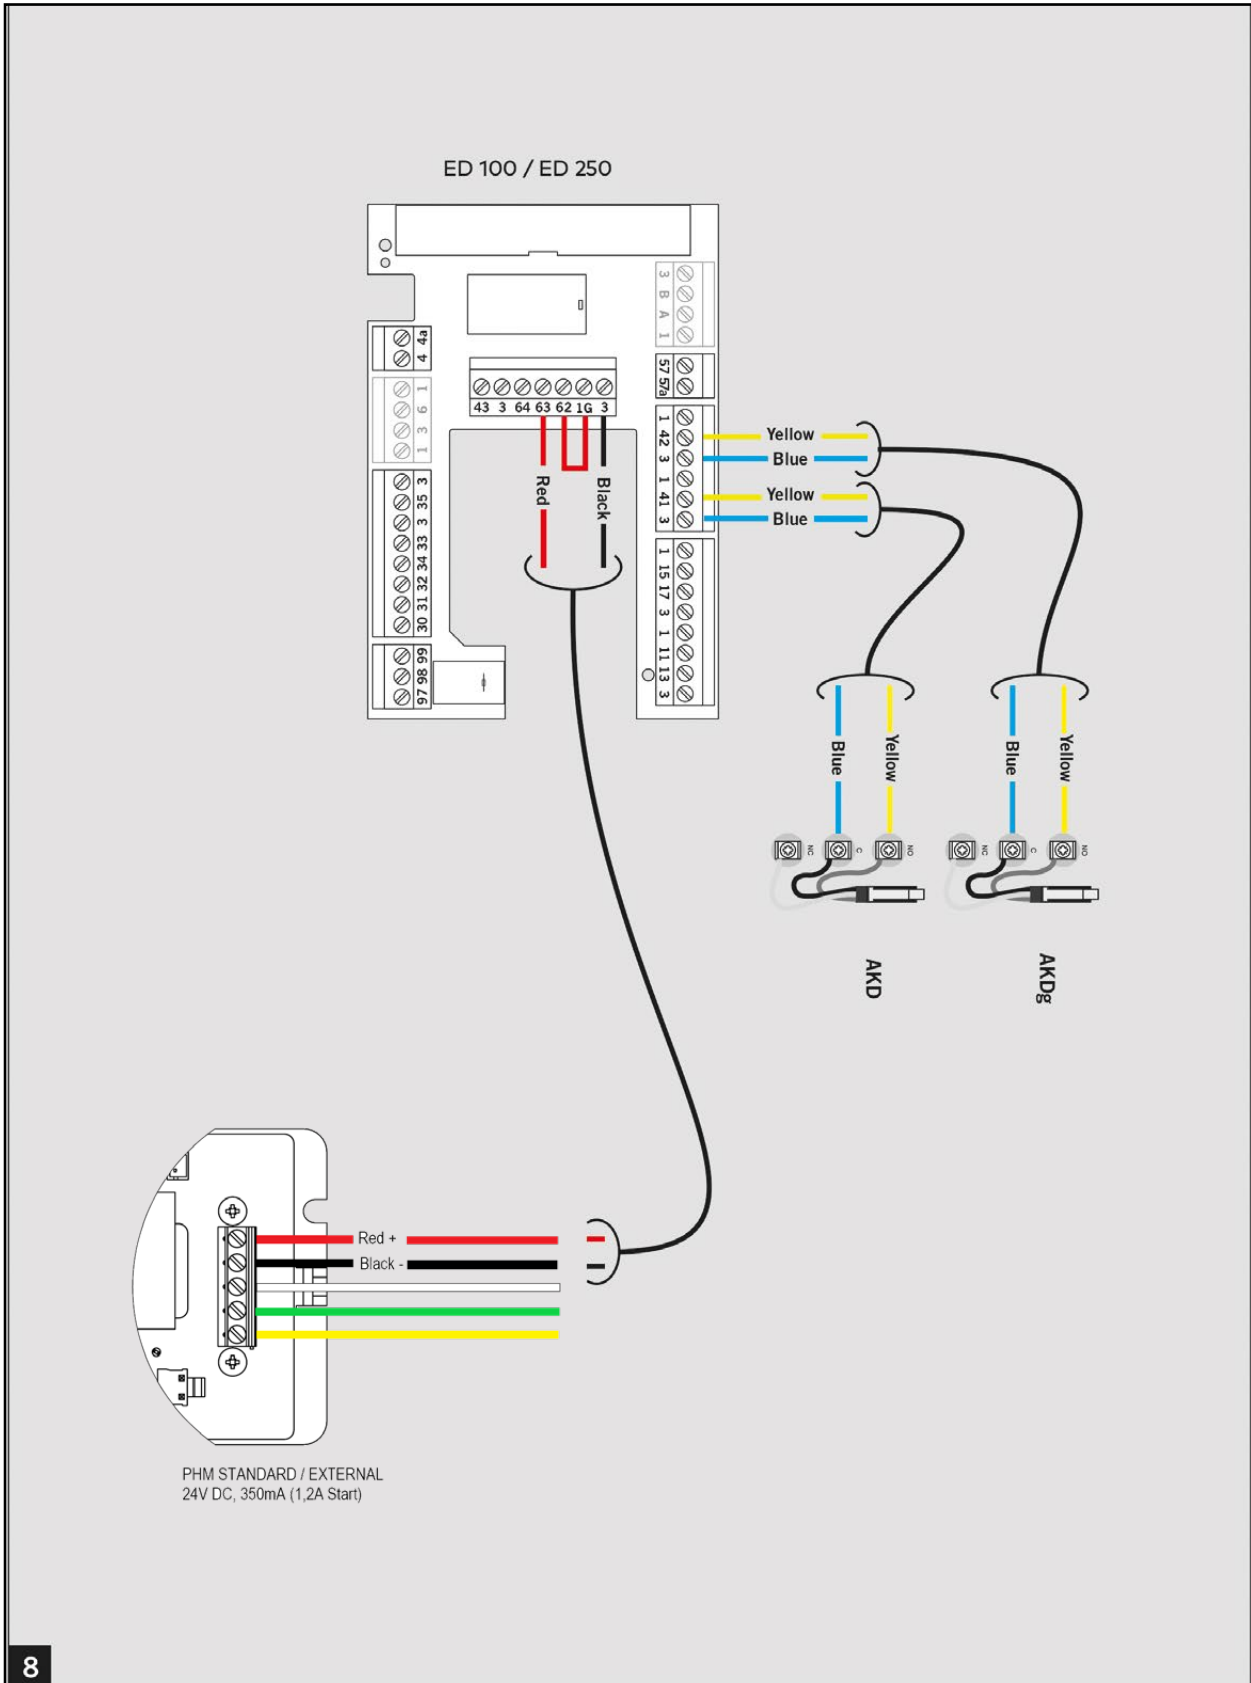 ED 100 / ED 250
3
B
A
1
4a
4
57
57a
1
6
3
1
43 3 64 63 62 1G 3
1
42
3
1
41
3
Yellow
Blue
Yellow
Blue
Red
Black
3
35
3
33
34
32
31
30
1
15
17
3
1
11
13
3
99
98
97
Blue
Yellow
Blue
Yellow
NC
C
NO
NC
C
NO
AKD
AKDg
Red +
Black -
PHM STANDARD / EXTERNAL
24V DC, 350mA (1,2A Start)
8